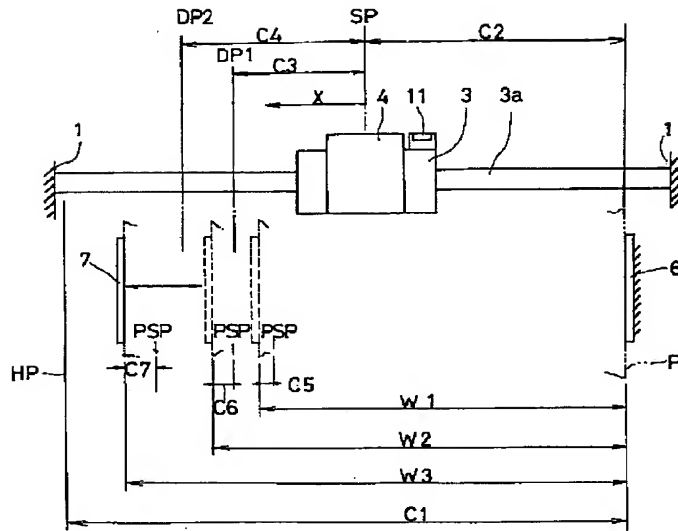 DP2 C4 SP C2
DP1 C3
X 4 11 3 3a
1 1
7 6
PSP PSP PSP
HP C7 C6 C5 P
W1
W2
W3
C1